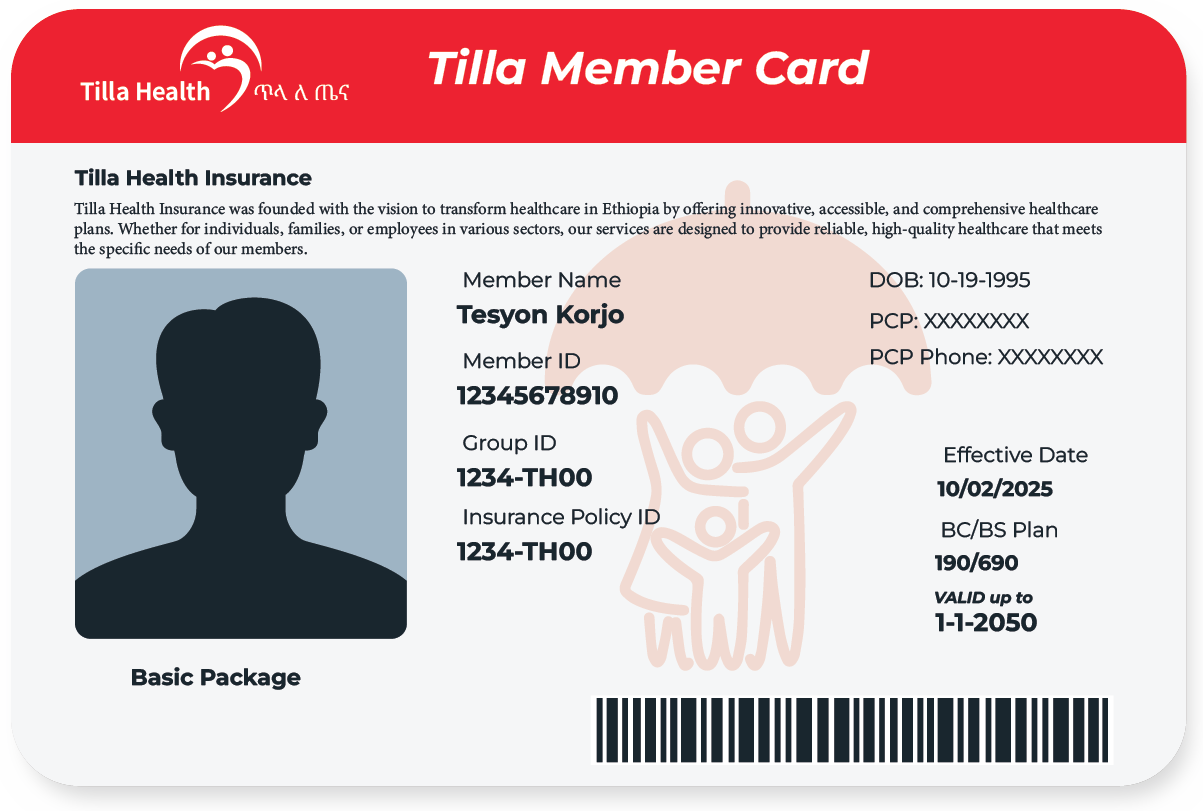 Tilla Health
ጥላ ለ ጤና
Tilla Member Card
Tilla Health Insurance
Tilla Health Insurance was founded with the vision to transform healthcare in Ethiopia by offering innovative, accessible, and comprehensive healthcare
plans. Whether for individuals, families, or employees in various sectors, our services are designed to provide reliable, high-quality healthcare that meets
the specific needs of our members.
Member Name
Tesyon Korjo
Member ID
12345678910
Group ID
1234-TH00
Insurance Policy ID
1234-TH00
DOB: 10-19-1995
PCP: XXXXXXXX
PCP Phone: XXXXXXXX
Effective Date
10/02/2025
BC/BS Plan
190/690
VALID up to
1-1-2050
Basic Package